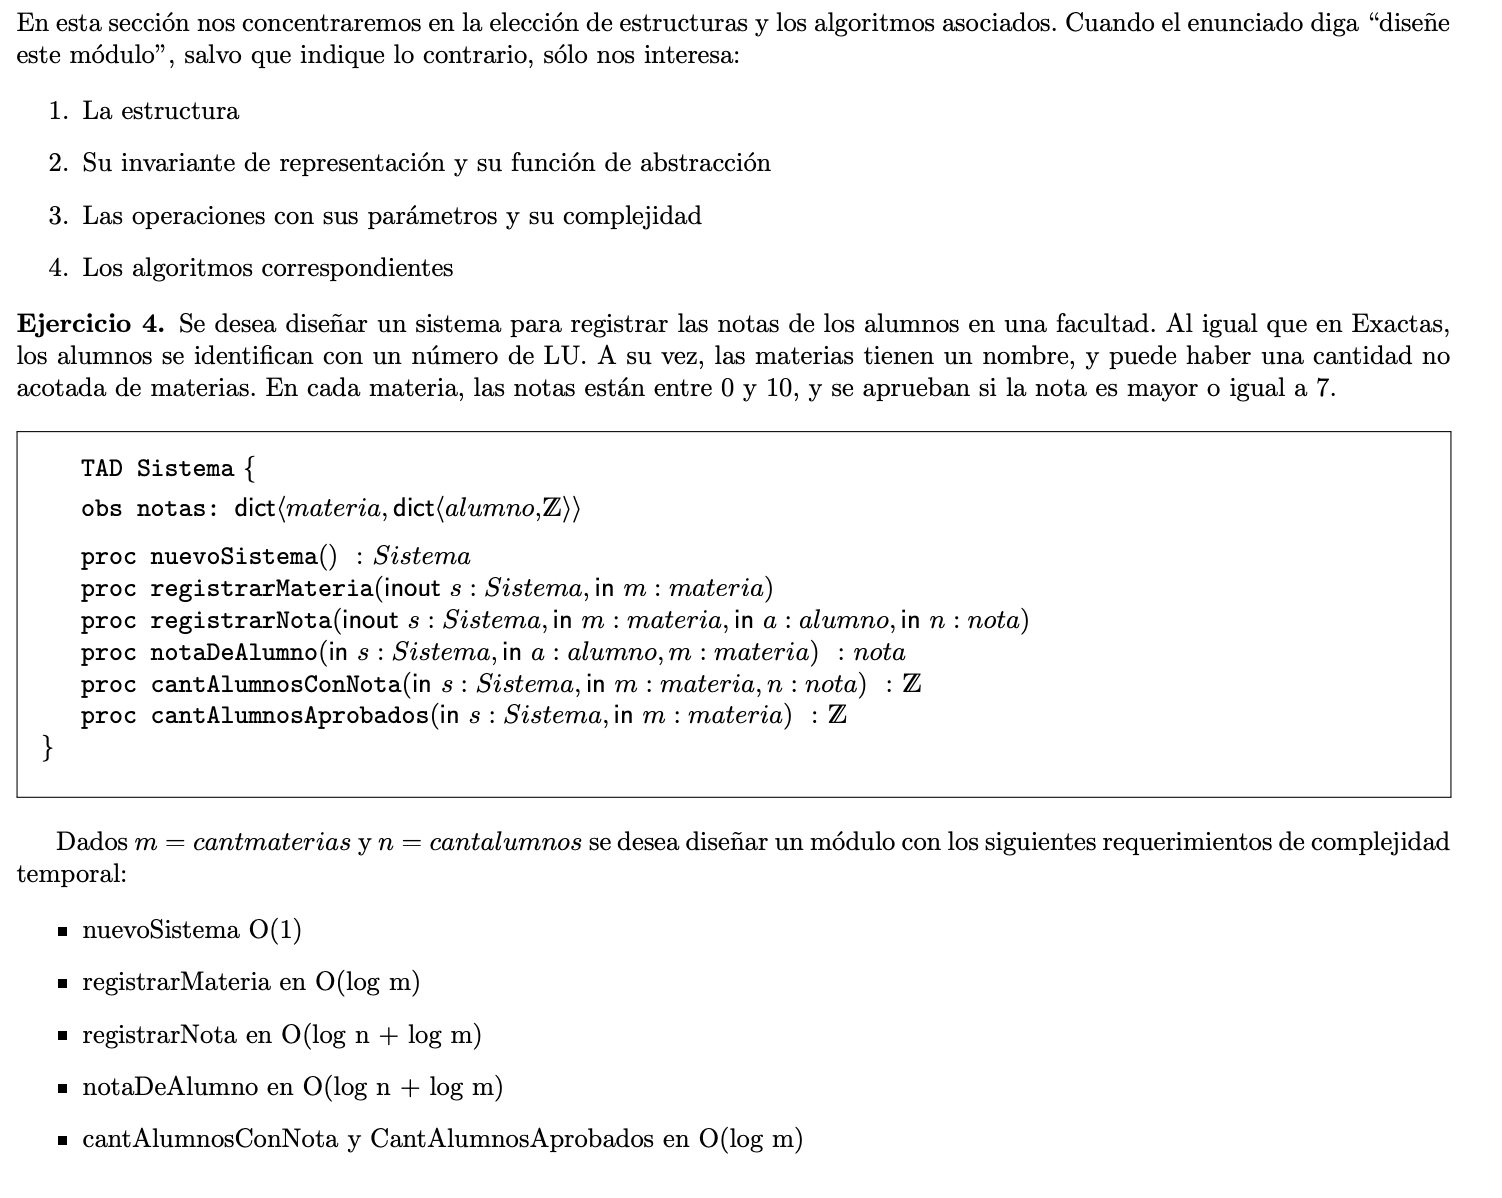 En esta sección nos concentraremos en la elección de estructuras y los algoritmos asociados. Cuando el enunciado diga “diseñe
este módulo”, salvo que indique lo contrario, sólo nos interesa:
1. La estructura
2. Su invariante de representación y su función de abstracción
3. Las operaciones con sus parámetros y su complejidad
4. Los algoritmos correspondientes
Ejercicio 4. Se desea diseñar un sistema para registrar las notas de los alumnos en una facultad. Al igual que en Exactas,
los alumnos se identifican con un número de LU. A su vez, las materias tienen un nombre, y puede haber una cantidad no
acotada de materias. En cada materia, las notas están entre 0 y 10, y se aprueban si la nota es mayor o igual a 7.
TAD Sistema {
obs notas: dict⟨materia, dict⟨alumno,ℤ⟩⟩
proc nuevoSistema() : Sistema
proc registrarMateria(inout s : Sistema, in m : materia)
proc registrarNota(inout s : Sistema, in m : materia, in a : alumno, in n : nota)
proc notaDeAlumno(in s : Sistema, in a : alumno, m : materia) : nota
proc cantAlumnosConNota(in s : Sistema, in m : materia, n : nota) : ℤ
proc cantAlumnosAprobados(in s : Sistema, in m : materia) : ℤ
}
Dados m = cantmaterias y n = cantalumnos se desea diseñar un módulo con los siguientes requerimientos de complejidad
temporal:
▪ nuevoSistema O(1)
▪ registrarMateria en O(log m)
▪ registrarNota en O(log n + log m)
▪ notaDeAlumno en O(log n + log m)
▪ cantAlumnosConNota y CantAlumnosAprobados en O(log m)